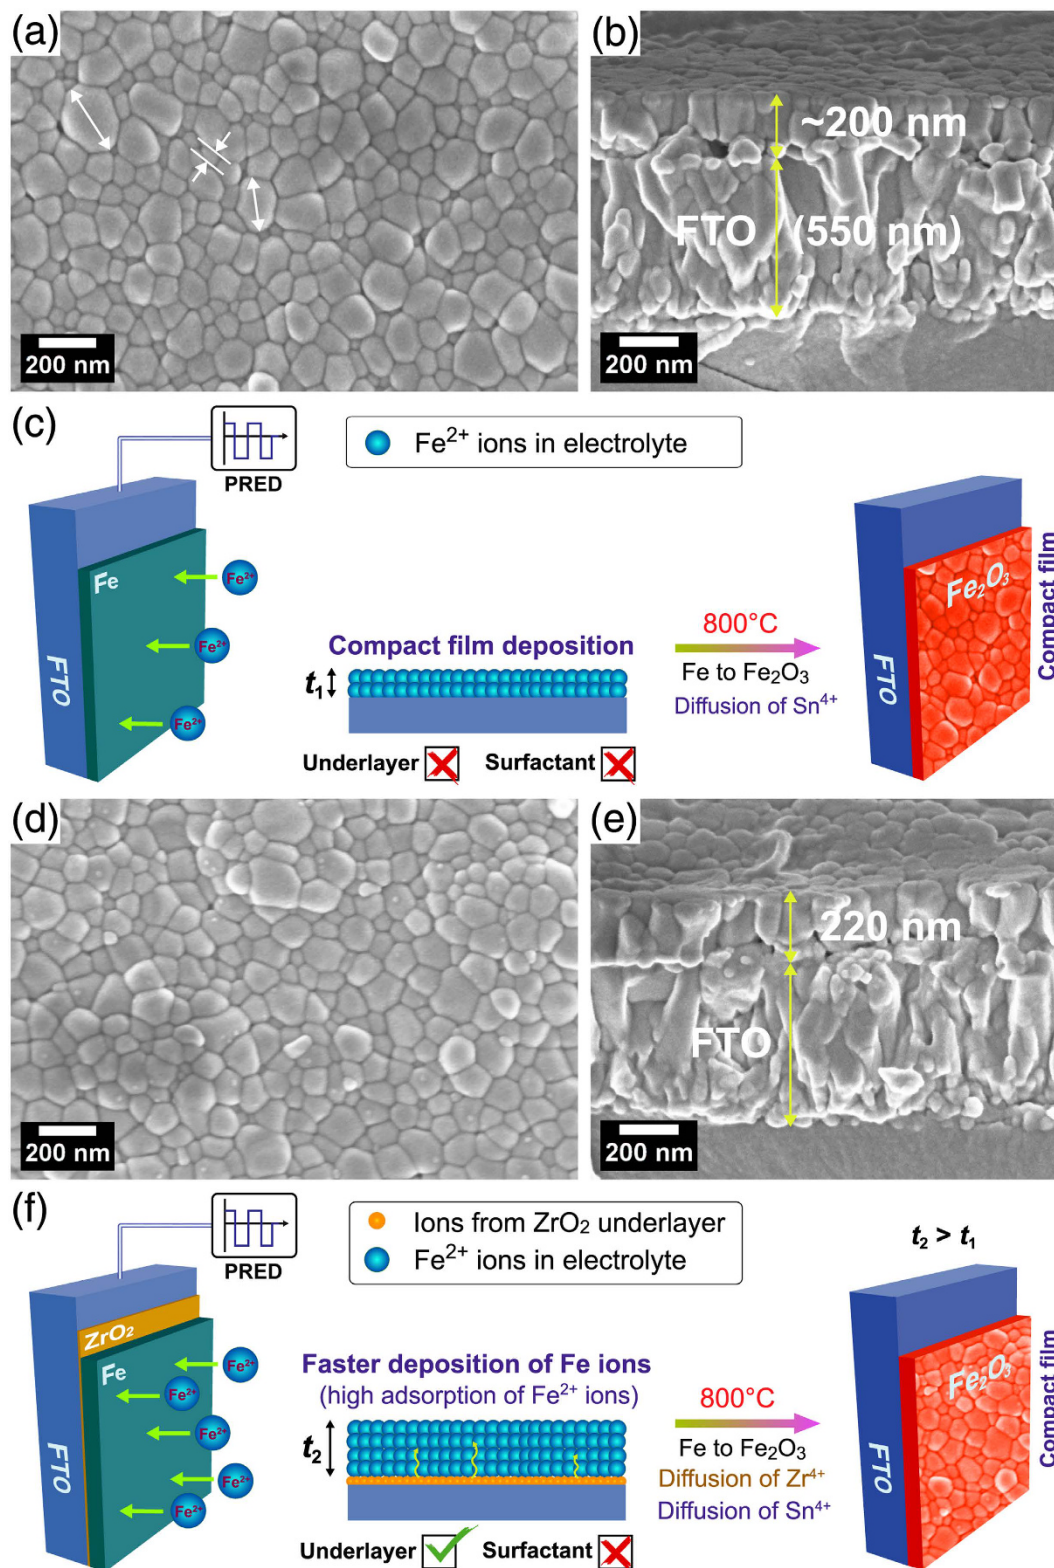 (a)
200 nm
(b)
~200 nm
FTO (550 nm)
200 nm
(c)
PRED
Fe²⁺ ions in electrolyte
Fe
Fe²⁺
Fe²⁺
Fe²⁺
FTO
Compact film deposition
t₁
Underlayer
Surfactant
800°C
Fe to Fe₂O₃
Diffusion of Sn⁴⁺
Fe₂O₃
FTO
Compact film
(d)
200 nm
(e)
220 nm
FTO
200 nm
(f)
PRED
Ions from ZrO₂ underlayer
Fe²⁺ ions in electrolyte
t₂ > t₁
ZrO₂
Fe
Fe²⁺
Fe²⁺
Fe²⁺
Fe²⁺
Fe²⁺
FTO
Faster deposition of Fe ions
(high adsorption of Fe²⁺ ions)
t₂
Underlayer
Surfactant
800°C
Fe to Fe₂O₃
Diffusion of Zr⁴⁺
Diffusion of Sn⁴⁺
Fe₂O₃
FTO
Compact film